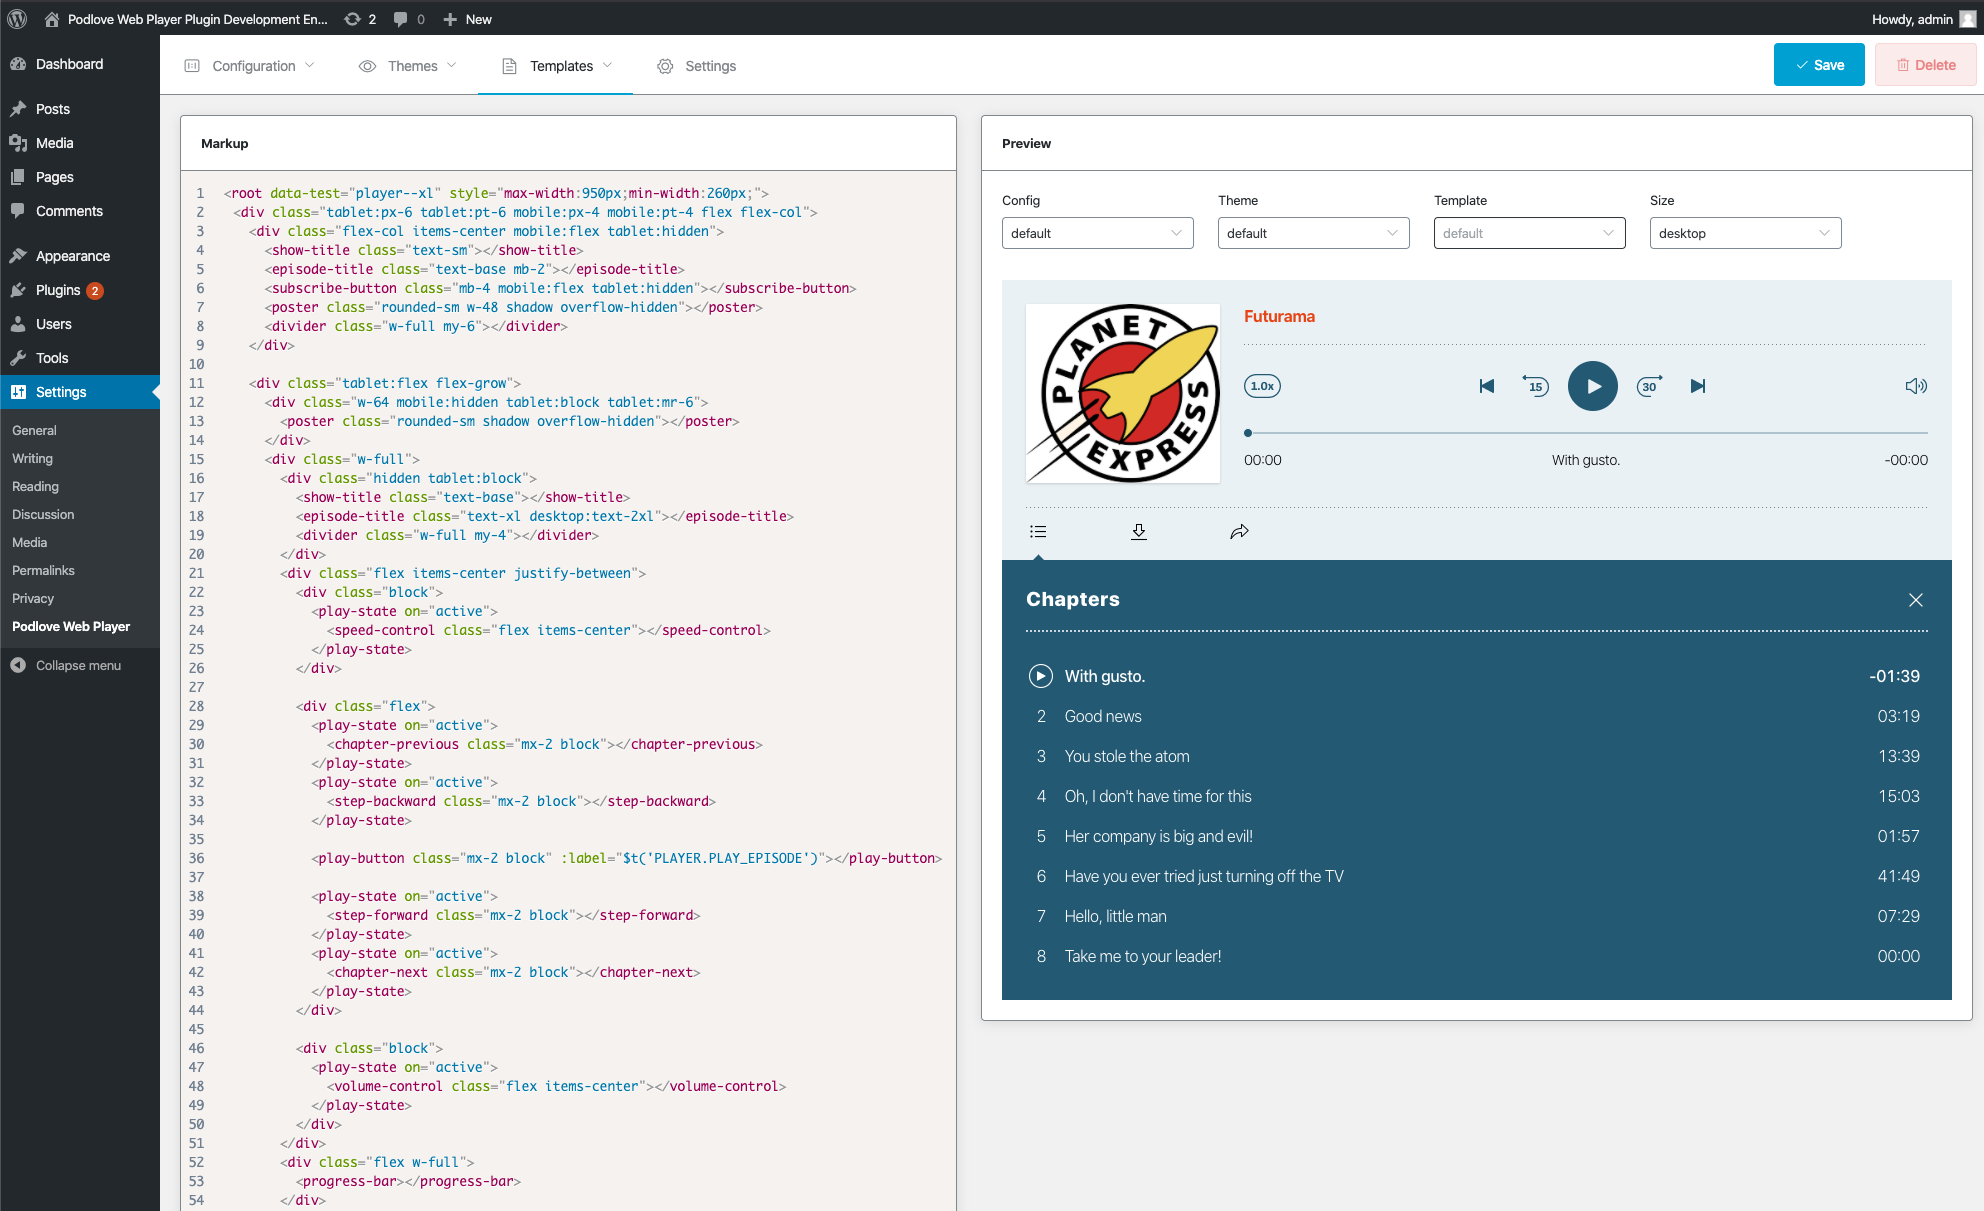 Podlove Web Player Plugin Development En...
2
0
New
Howdy, admin
Dashboard
Posts
Media
Pages
Comments
Appearance
Plugins 2
Users
Tools
Settings
General
Writing
Reading
Discussion
Media
Permalinks
Privacy
Podlove Web Player
Collapse menu
Configuration
Themes
Templates
Settings
Save
Delete
Markup
1 <root data-test="player--xl" style="max-width:950px;min-width:260px;">
2 <div class="tablet:px-6 tablet:pt-6 mobile:px-4 mobile:pt-4 flex flex-col">
3 <div class="flex-col items-center mobile:flex tablet:hidden">
4 <show-title class="text-sm"></show-title>
5 <episode-title class="text-base mb-2"></episode-title>
6 <subscribe-button class="mb-4 mobile:flex tablet:hidden"></subscribe-button>
7 <poster class="rounded-sm w-48 shadow overflow-hidden"></poster>
8 <divider class="w-full my-6"></divider>
9 </div>
10
11 <div class="tablet:flex flex-grow">
12 <div class="w-64 mobile:hidden tablet:block tablet:mr-6">
13 <poster class="rounded-sm shadow overflow-hidden"></poster>
14 </div>
15 <div class="w-full">
16 <div class="hidden tablet:block">
17 <show-title class="text-base"></show-title>
18 <episode-title class="text-xl desktop:text-2xl"></episode-title>
19 <divider class="w-full my-4"></divider>
20 </div>
21 <div class="flex items-center justify-between">
22 <div class="block">
23 <play-state on="active">
24 <speed-control class="flex items-center"></speed-control>
25 </play-state>
26 </div>
27
28 <div class="flex">
29 <play-state on="active">
30 <chapter-previous class="mx-2 block"></chapter-previous>
31 </play-state>
32 <play-state on="active">
33 <step-backward class="mx-2 block"></step-backward>
34 </play-state>
35
36 <play-button class="mx-2 block" :label="$t('PLAYER.PLAY_EPISODE')"></play-button>
37
38 <play-state on="active">
39 <step-forward class="mx-2 block"></step-forward>
40 </play-state>
41 <play-state on="active">
42 <chapter-next class="mx-2 block"></chapter-next>
43 </play-state>
44 </div>
45
46 <div class="block">
47 <play-state on="active">
48 <volume-control class="flex items-center"></volume-control>
49 </play-state>
50 </div>
51 </div>
52 <div class="flex w-full">
53 <progress-bar></progress-bar>
54 </div>
Preview
Config
Theme
Template
Size
default
default
default
desktop
PLANET EXPRESS
Futurama
1.0x
15
30
00:00
With gusto.
-00:00
Chapters
With gusto. -01:39
2 Good news 03:19
3 You stole the atom 13:39
4 Oh, I don't have time for this 15:03
5 Her company is big and evil! 01:57
6 Have you ever tried just turning off the TV 41:49
7 Hello, little man 07:29
8 Take me to your leader! 00:00